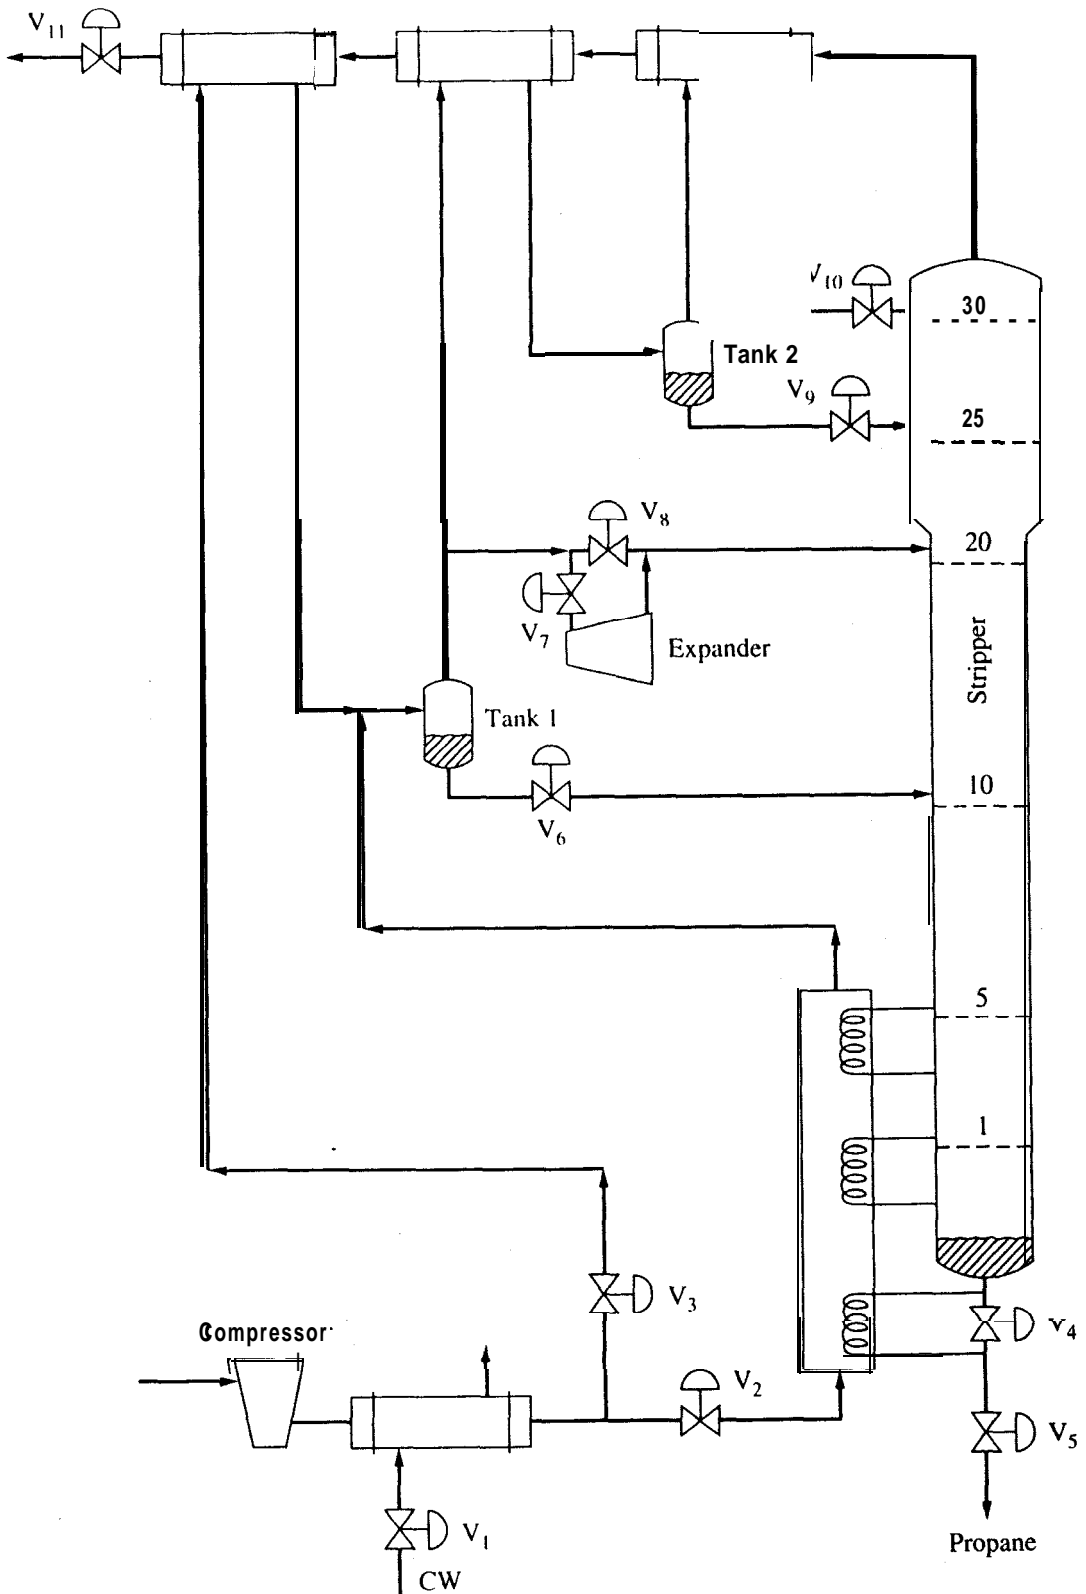 V11
V10
30
Tank 2
V9
25
V8
20
V7
Expander
Stripper
Tank 1
10
V6
5
1
V3
V4
Compressor
V2
V5
V1
Propane
CW